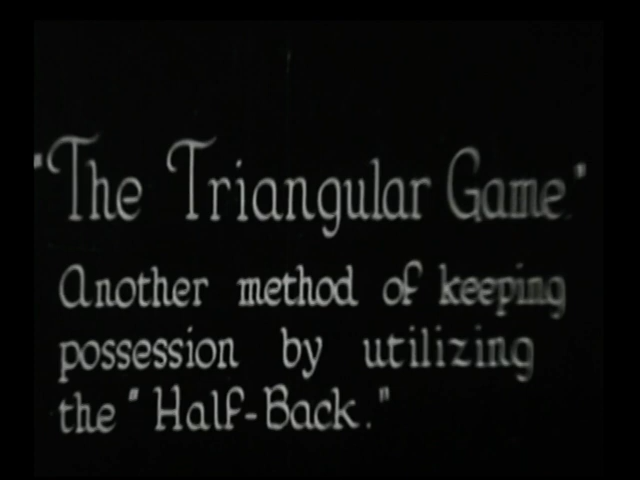 "The Triangular Game."
Another method of keeping
possession by utilizing
the "Half-Back."